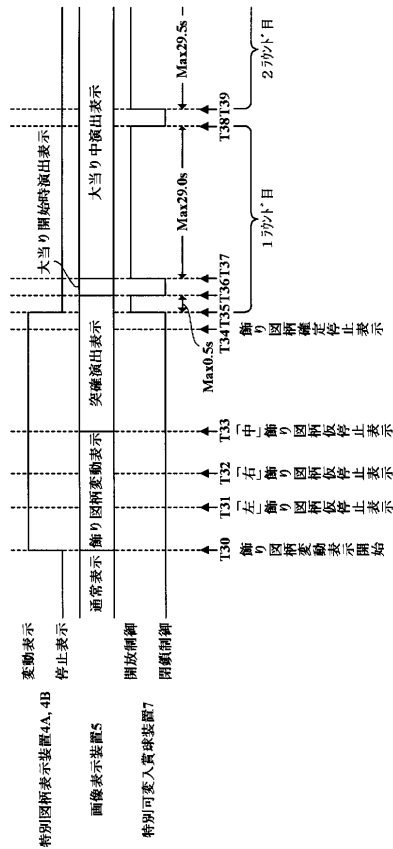 特別図柄表示装置4A, 4B
変動表示
停止表示
画像表示装置5
通常表示
飾り図柄変動表示
突確演出表示
大当り開始時演出表示
大当り中演出表示
特別可変入賞球装置7
開放制御
閉鎖制御
Max0.5s
Max29.0s
Max29.5s
T30
飾り図柄変動表示開始
T31
「左」飾り図柄仮停止表示
T32
「右」飾り図柄仮停止表示
T33
「中」飾り図柄仮停止表示
T34
飾り図柄確定停止表示
T35
T36
T37
T38
T39
1ラウンド目
2ラウンド目